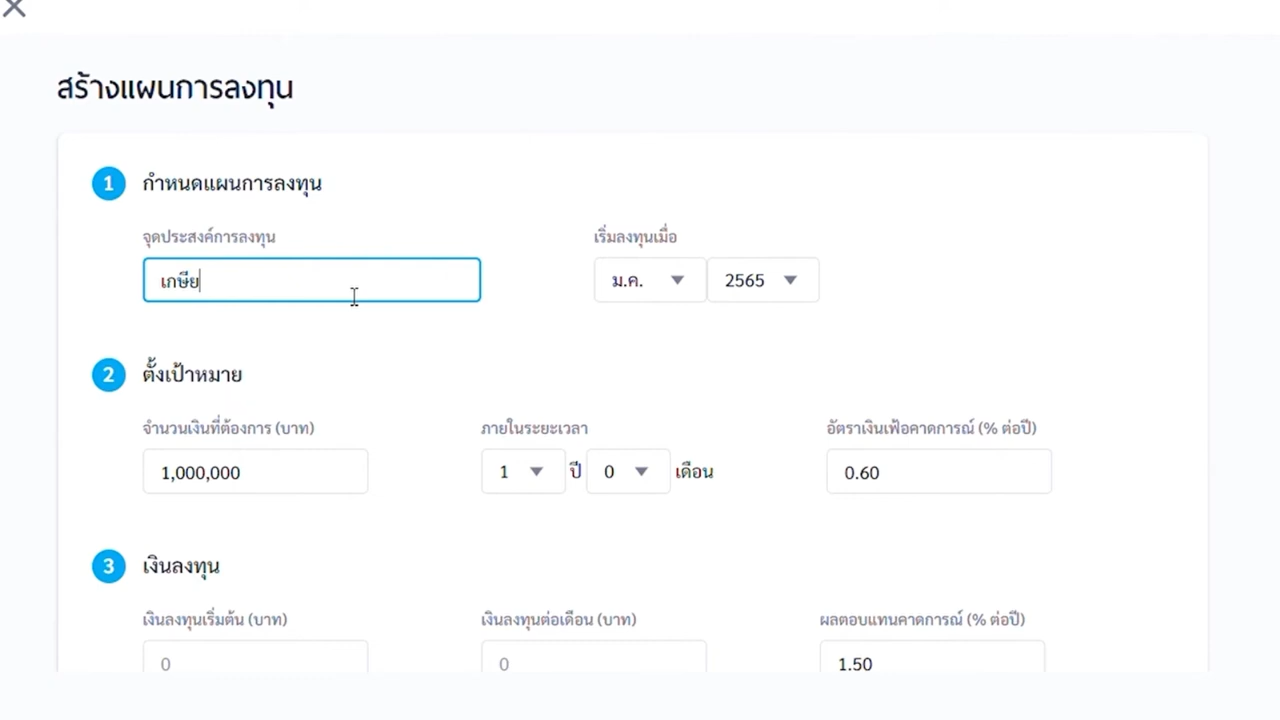 สร้างแผนการลงทุน
1 กำหนดแผนการลงทุน
จุดประสงค์การลงทุน เริ่มลงทุนเมื่อ
เกษีย ม.ค. 2565
2 ตั้งเป้าหมาย
จำนวนเงินที่ต้องการ (บาท) ภายในระยะเวลา อัตราเงินเฟ้อคาดการณ์ (% ต่อปี)
1,000,000 1 ปี 0 เดือน 0.60
3 เงินลงทุน
เงินลงทุนเริ่มต้น (บาท) เงินลงทุนต่อเดือน (บาท) ผลตอบแทนคาดการณ์ (% ต่อปี)
0 0 1.50